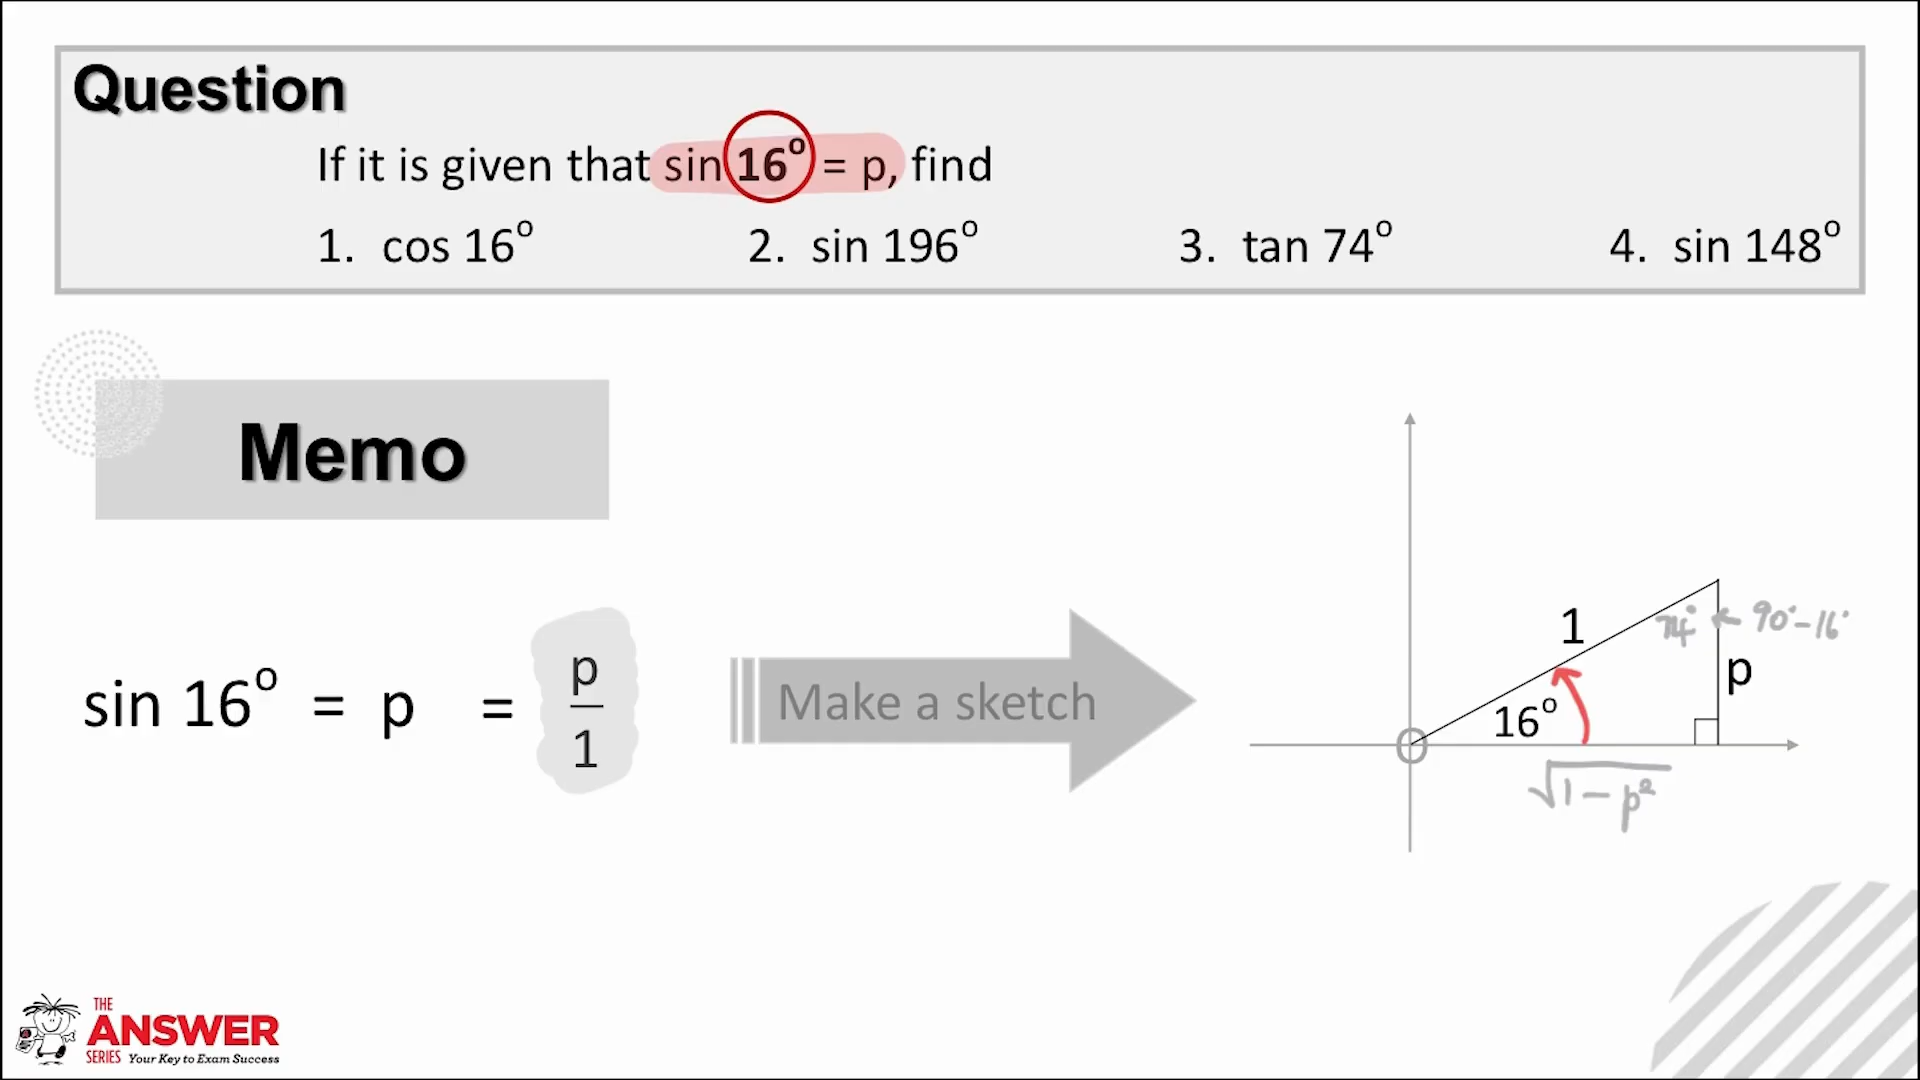 Question
If it is given that sin 16° = p, find
1. cos 16° 2. sin 196° 3. tan 74° 4. sin 148°
Memo
sin 16° = p = p/1
Make a sketch
1
74° ← 90° - 16°
p
16°
O
√1 - p²
THE
ANSWER
SERIES Your Key to Exam Success